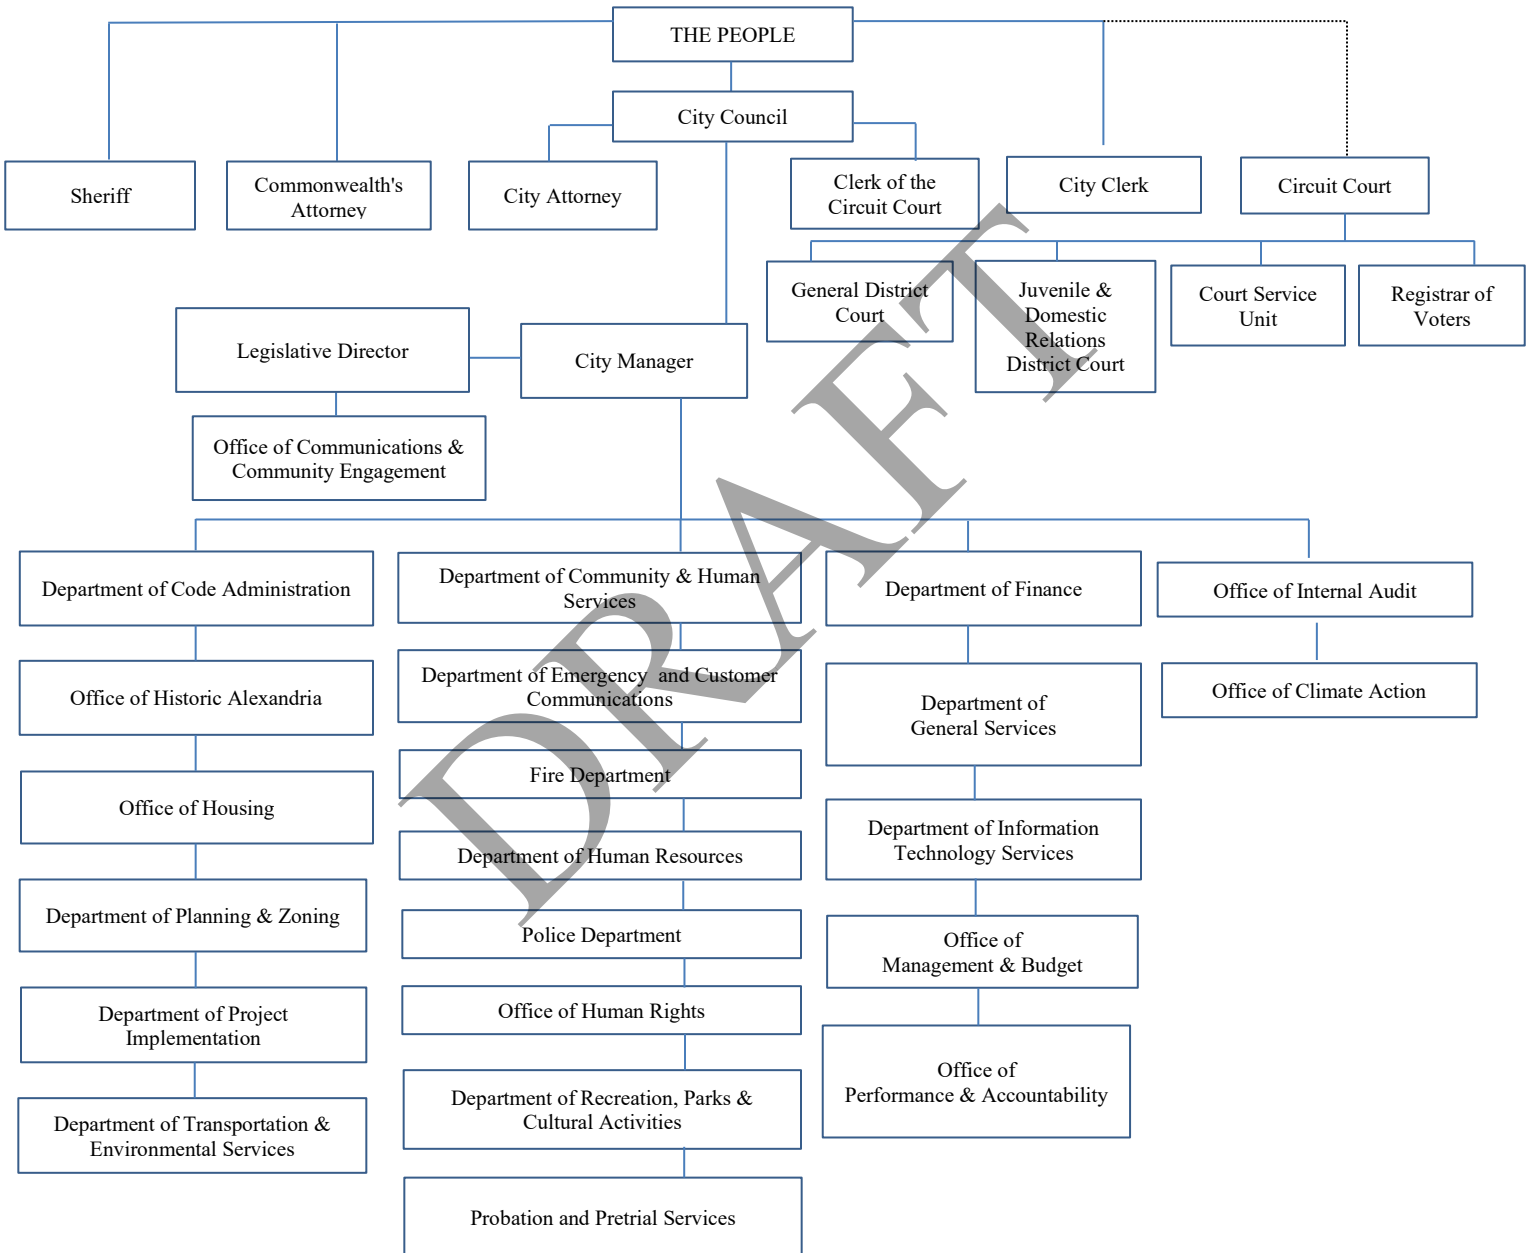 THE PEOPLE
City Council
Sheriff
Commonwealth's
Attorney
City Attorney
Clerk of the
Circuit Court
City Clerk
Circuit Court
General District
Court
Juvenile &
Domestic
Relations
District Court
Court Service
Unit
Registrar of
Voters
Legislative Director
City Manager
Office of Communications &
Community Engagement
Department of Code Administration
Office of Historic Alexandria
Office of Housing
Department of Planning & Zoning
Department of Project
Implementation
Department of Transportation &
Environmental Services
Department of Community & Human
Services
Department of Emergency  and Customer
Communications
Fire Department
Department of Human Resources
Police Department
Office of Human Rights
Department of Recreation, Parks &
Cultural Activities
Probation and Pretrial Services
Department of Finance
Department of
General Services
Department of Information
Technology Services
Office of
Management & Budget
Office of
Performance & Accountability
Office of Internal Audit
Office of Climate Action
DRAFT